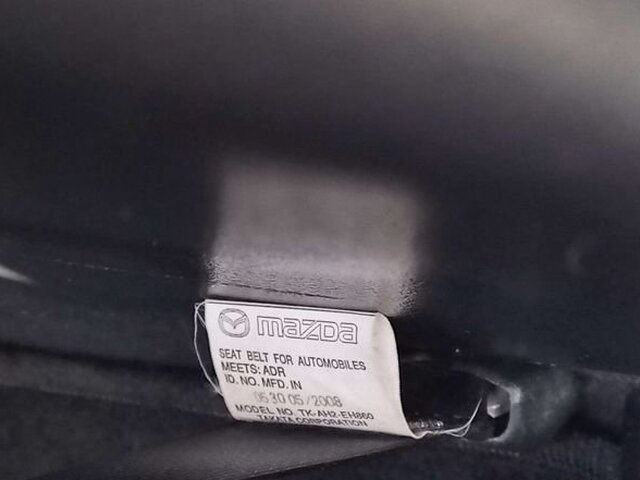 mazda
SEAT BELT FOR AUTOMOBILES
MEETS: ADR
ID. NO. MFD. IN
0630 05/2008
MODEL NO. TK-AH2-EH860
TAKATA CORPORATION